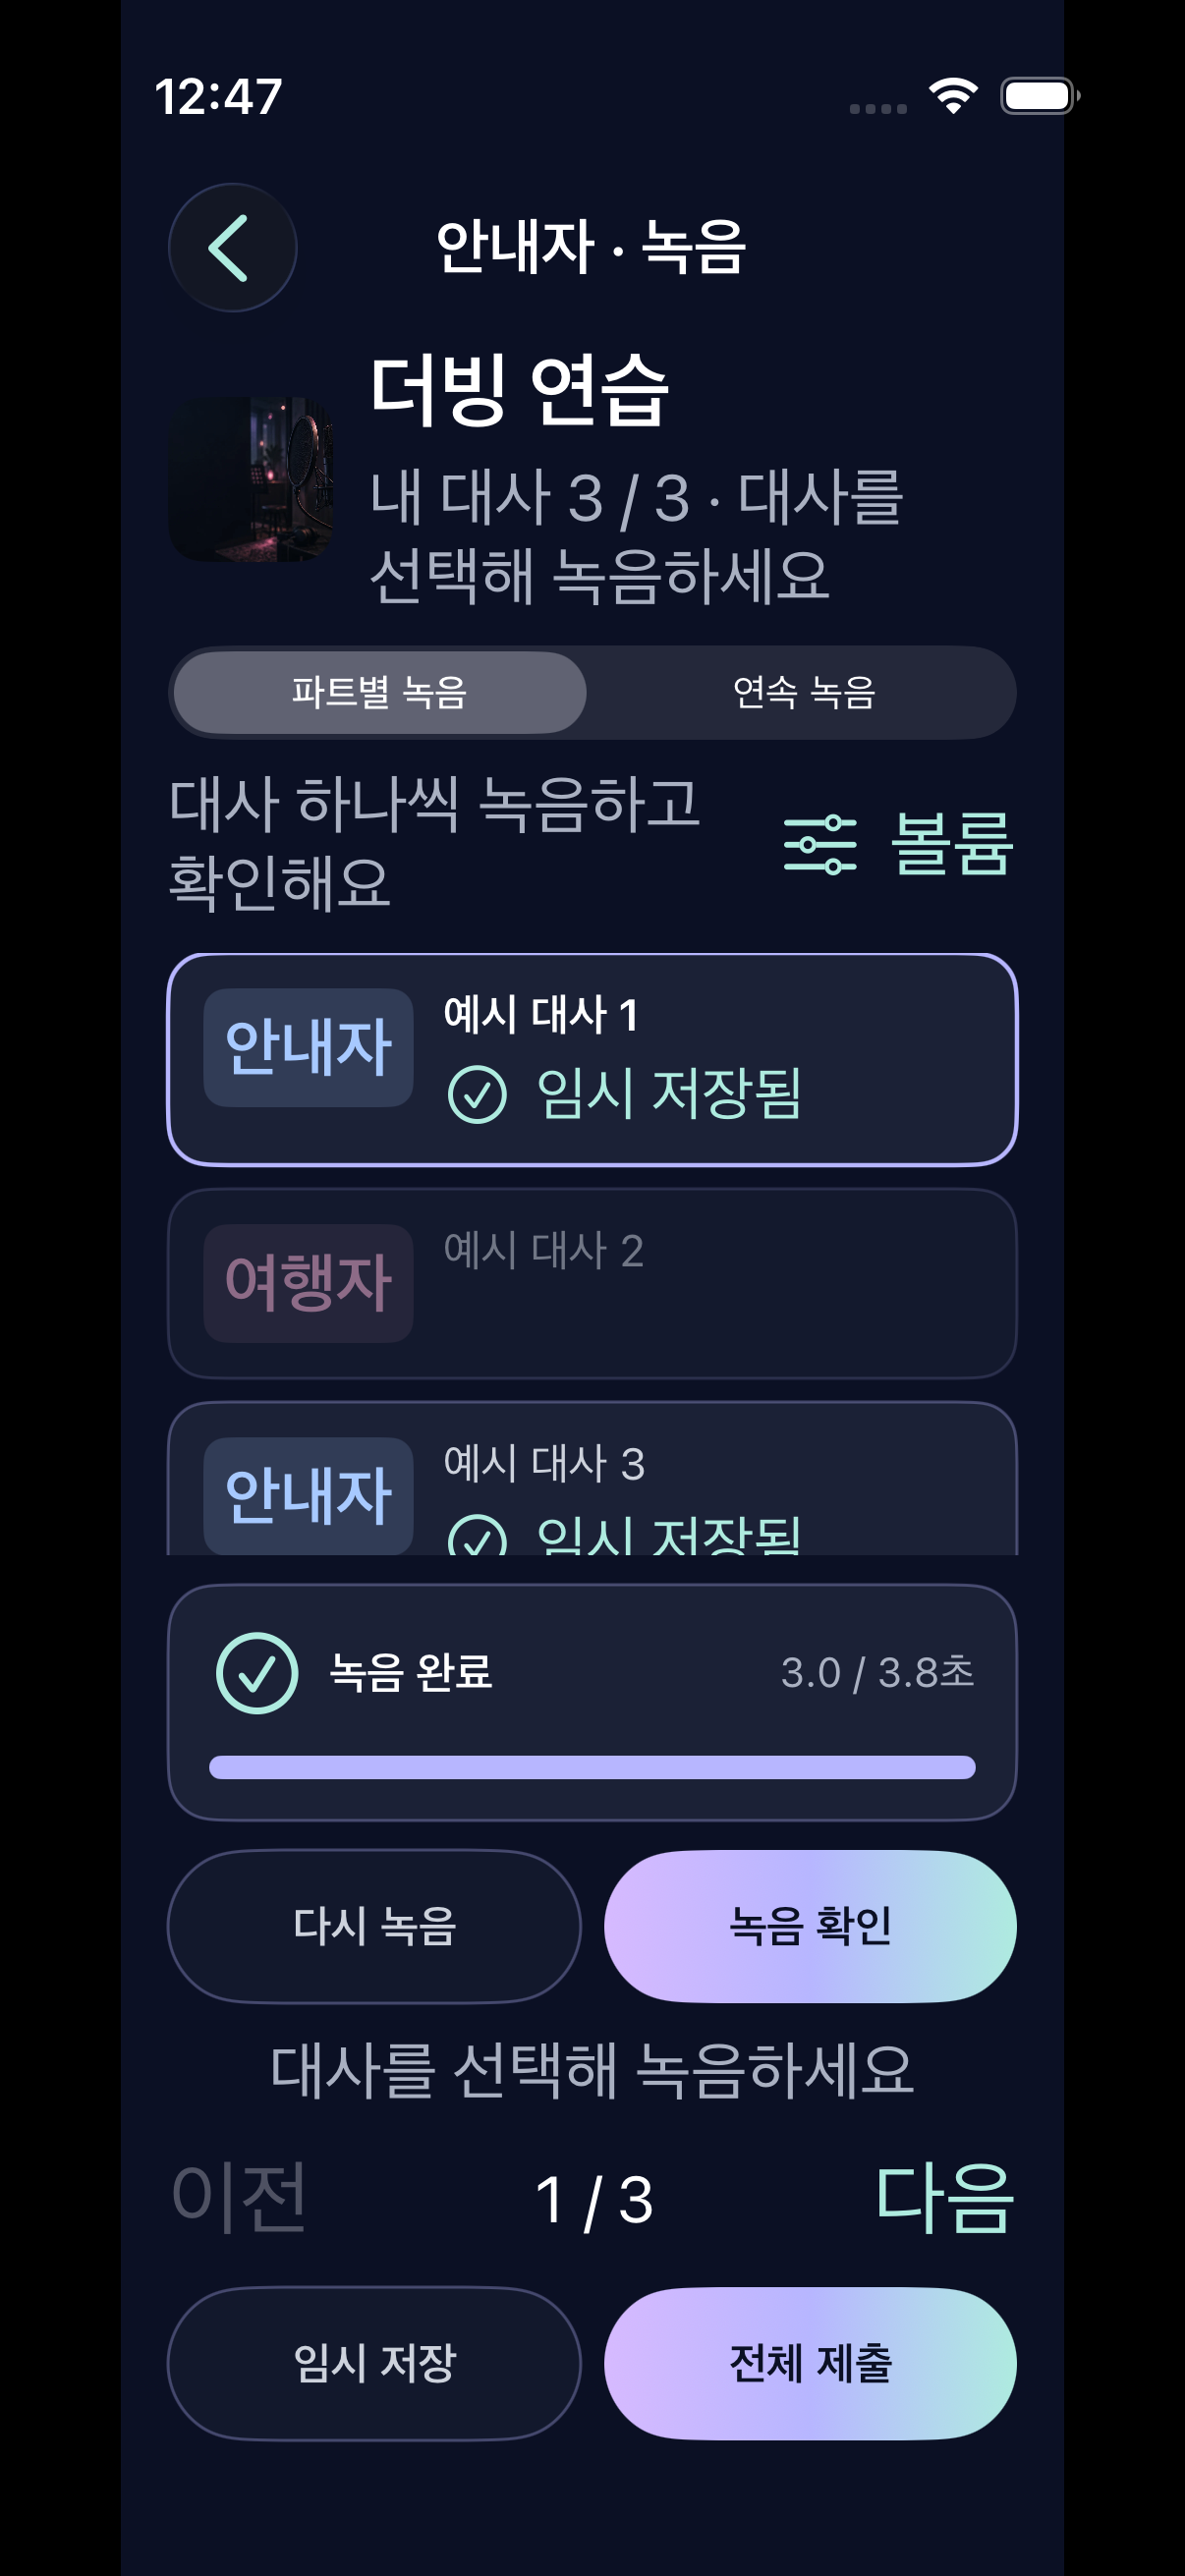 12:47
안내자 · 녹음
더빙 연습
내 대사 3 / 3 · 대사를
선택해 녹음하세요
파트별 녹음
연속 녹음
대사 하나씩 녹음하고
확인해요
볼륨
안내자
예시 대사 1
임시 저장됨
여행자
예시 대사 2
안내자
예시 대사 3
임시 저장됨
녹음 완료
3.0 / 3.8초
다시 녹음
녹음 확인
대사를 선택해 녹음하세요
이전
1 / 3
다음
임시 저장
전체 제출